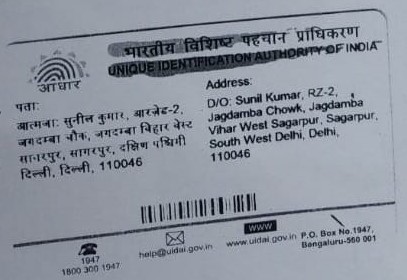 भारतीय विशिष्ट पहचान प्राधिकरण
UNIQUE IDENTIFICATION AUTHORITY OF INDIA
आधार
पता:
आत्मजा: सुनील कुमार, आरजेड-2,
जगदम्बा चौक, जगदम्बा बिहार वेस्ट
सागरपुर, सागरपुर, दक्षिण पश्चिमी
दिल्ली, दिल्ली, 110046
Address:
D/O: Sunil Kumar, RZ-2,
Jagdamba Chowk, Jagdamba
Vihar West Sagarpur, Sagarpur,
South West Delhi, Delhi,
110046
1947
1800 300 1947
help@uidai.gov.in
www
www.uidai.gov.in
P.O. Box No.1947,
Bengaluru-560 001